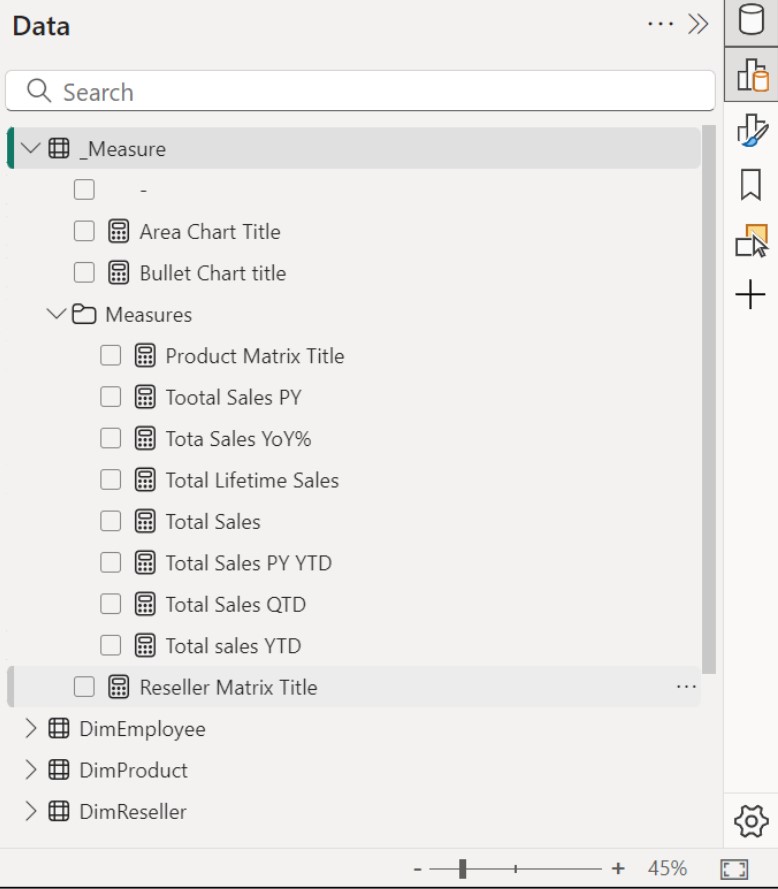 Data
Search
_Measure
-
Area Chart Title
Bullet Chart title
Measures
Product Matrix Title
Tootal Sales PY
Tota Sales YoY%
Total Lifetime Sales
Total Sales
Total Sales PY YTD
Total Sales QTD
Total sales YTD
Reseller Matrix Title
DimEmployee
DimProduct
DimReseller
- + 45%